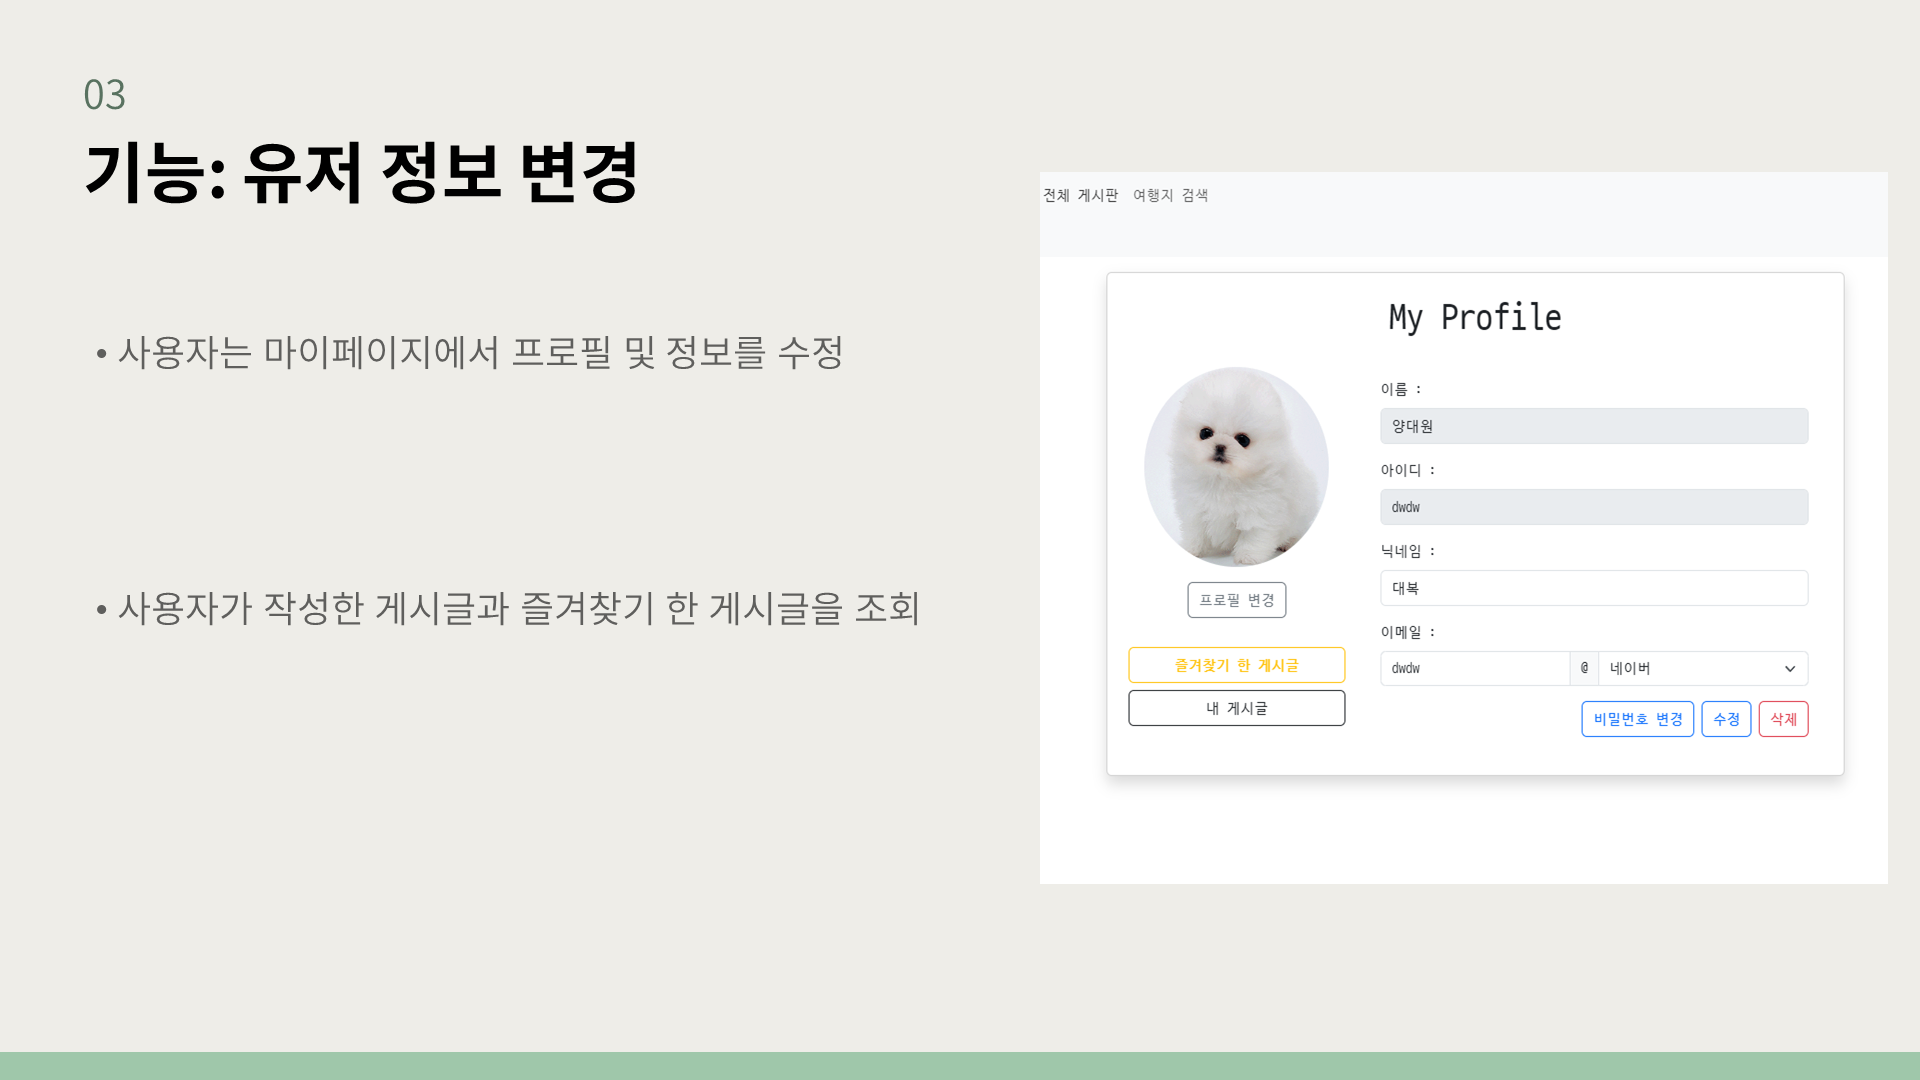 03
기능: 유저 정보 변경
• 사용자는 마이페이지에서 프로필 및 정보를 수정
• 사용자가 작성한 게시글과 즐겨찾기 한 게시글을 조회
전체 게시판 여행지 검색
My Profile
프로필 변경
즐겨찾기 한 게시글
내 게시글
이름 :
양대원
아이디 :
dwdw
닉네임 :
대복
이메일 :
dwdw @ 네이버
비밀번호 변경 수정 삭제